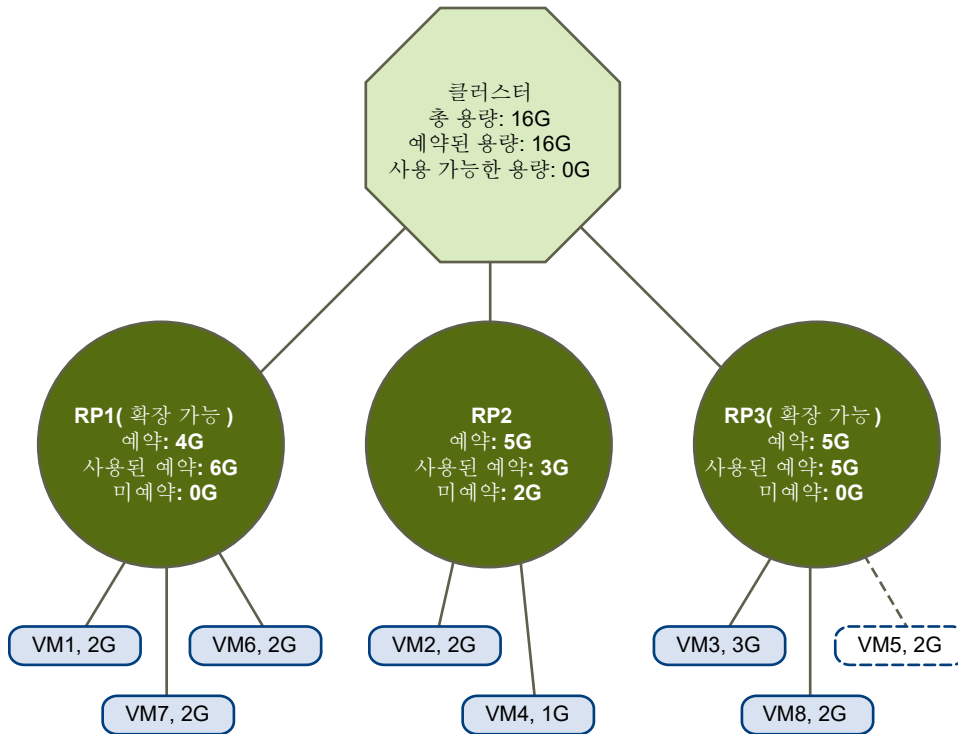 클러스터
총 용량: 16G
예약된 용량: 16G
사용 가능한 용량: 0G
RP1( 확장 가능 )
예약: 4G
사용된 예약: 6G
미예약: 0G
RP2
예약: 5G
사용된 예약: 3G
미예약: 2G
RP3( 확장 가능 )
예약: 5G
사용된 예약: 5G
미예약: 0G
VM1, 2G
VM6, 2G
VM2, 2G
VM3, 3G
VM5, 2G
VM7, 2G
VM4, 1G
VM8, 2G